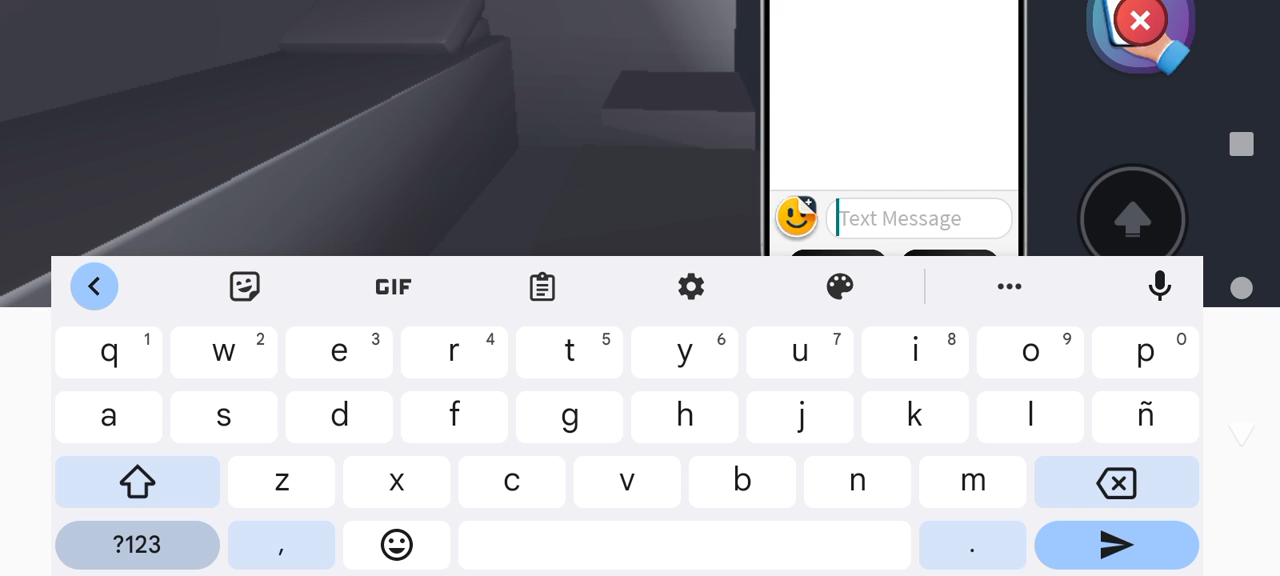 Text Message
GIF
q 1 w 2 e 3 r 4 t 5 y 6 u 7 i 8 o 9 p 0
a s d f g h j k l ñ
z x c v b n m
?123 , .